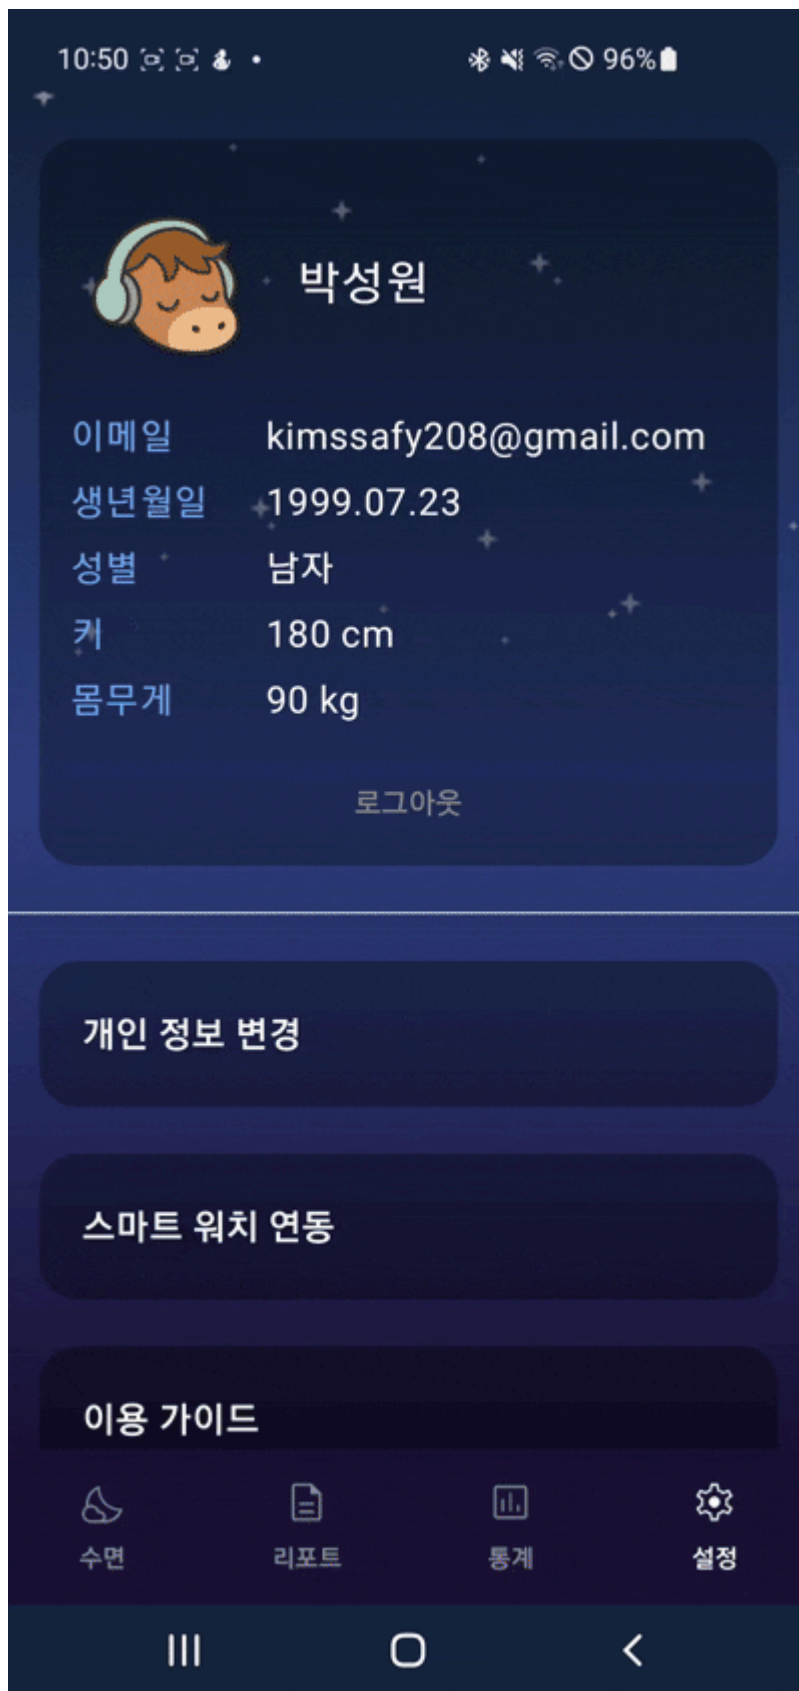 10:50 96%
박성원
이메일 kimssafy208@gmail.com
생년월일 1999.07.23
성별 남자
키 180 cm
몸무게 90 kg
로그아웃
개인 정보 변경
스마트 워치 연동
이용 가이드
수면 리포트 통계 설정